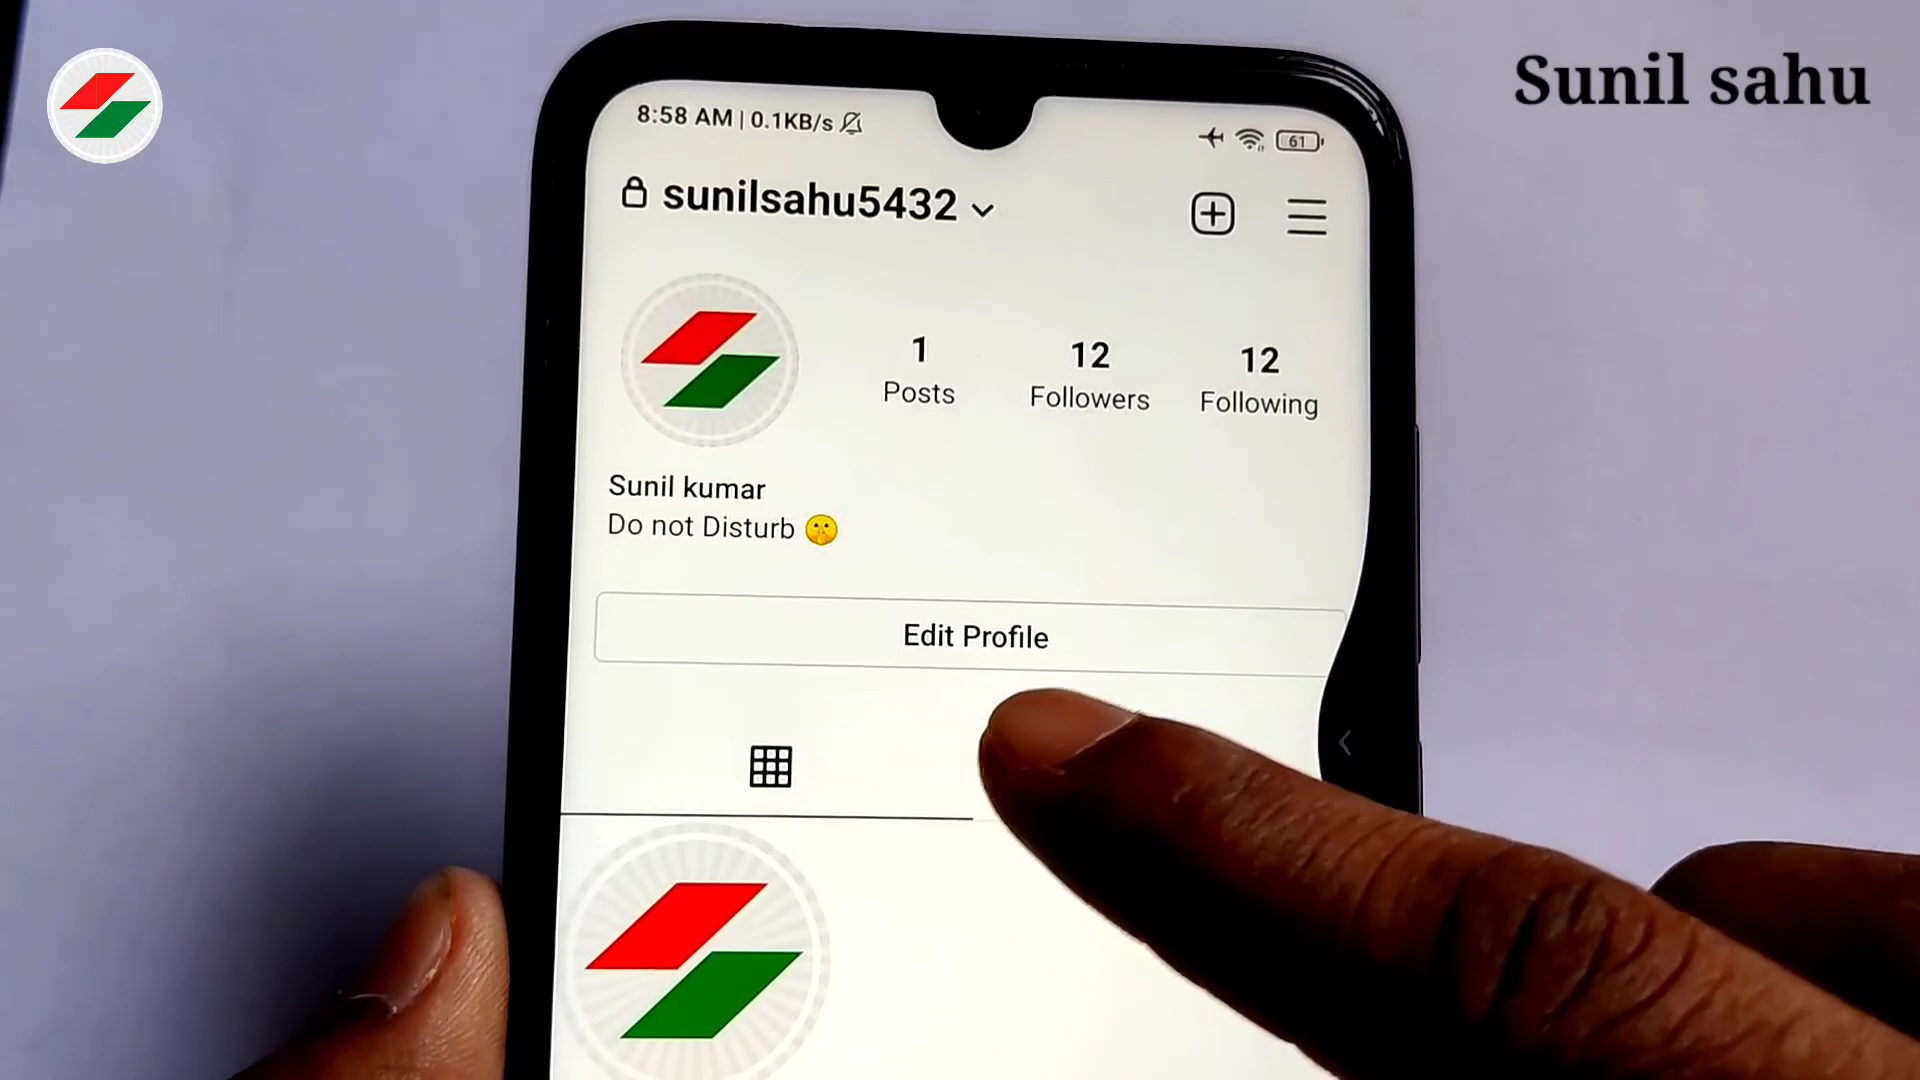 Sunil sahu
8:58 AM | 0.1KB/s
61
sunilsahu5432
1
Posts
12
Followers
12
Following
Sunil kumar
Do not Disturb 🤫
Edit Profile